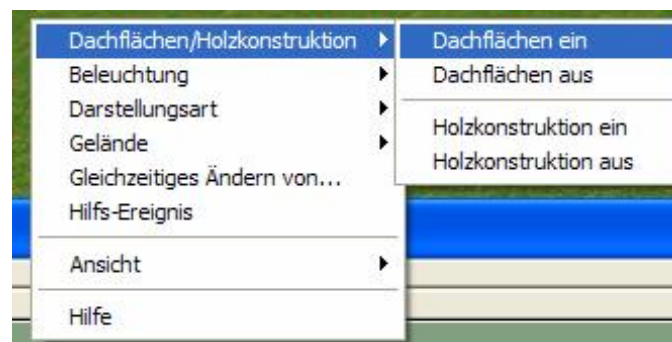 Dachflächen/Holzkonstruktion
Beleuchtung
Darstellungsart
Gelände
Gleichzeitiges Ändern von...
Hilfs-Ereignis
Ansicht
Hilfe
Dachflächen ein
Dachflächen aus
Holzkonstruktion ein
Holzkonstruktion aus